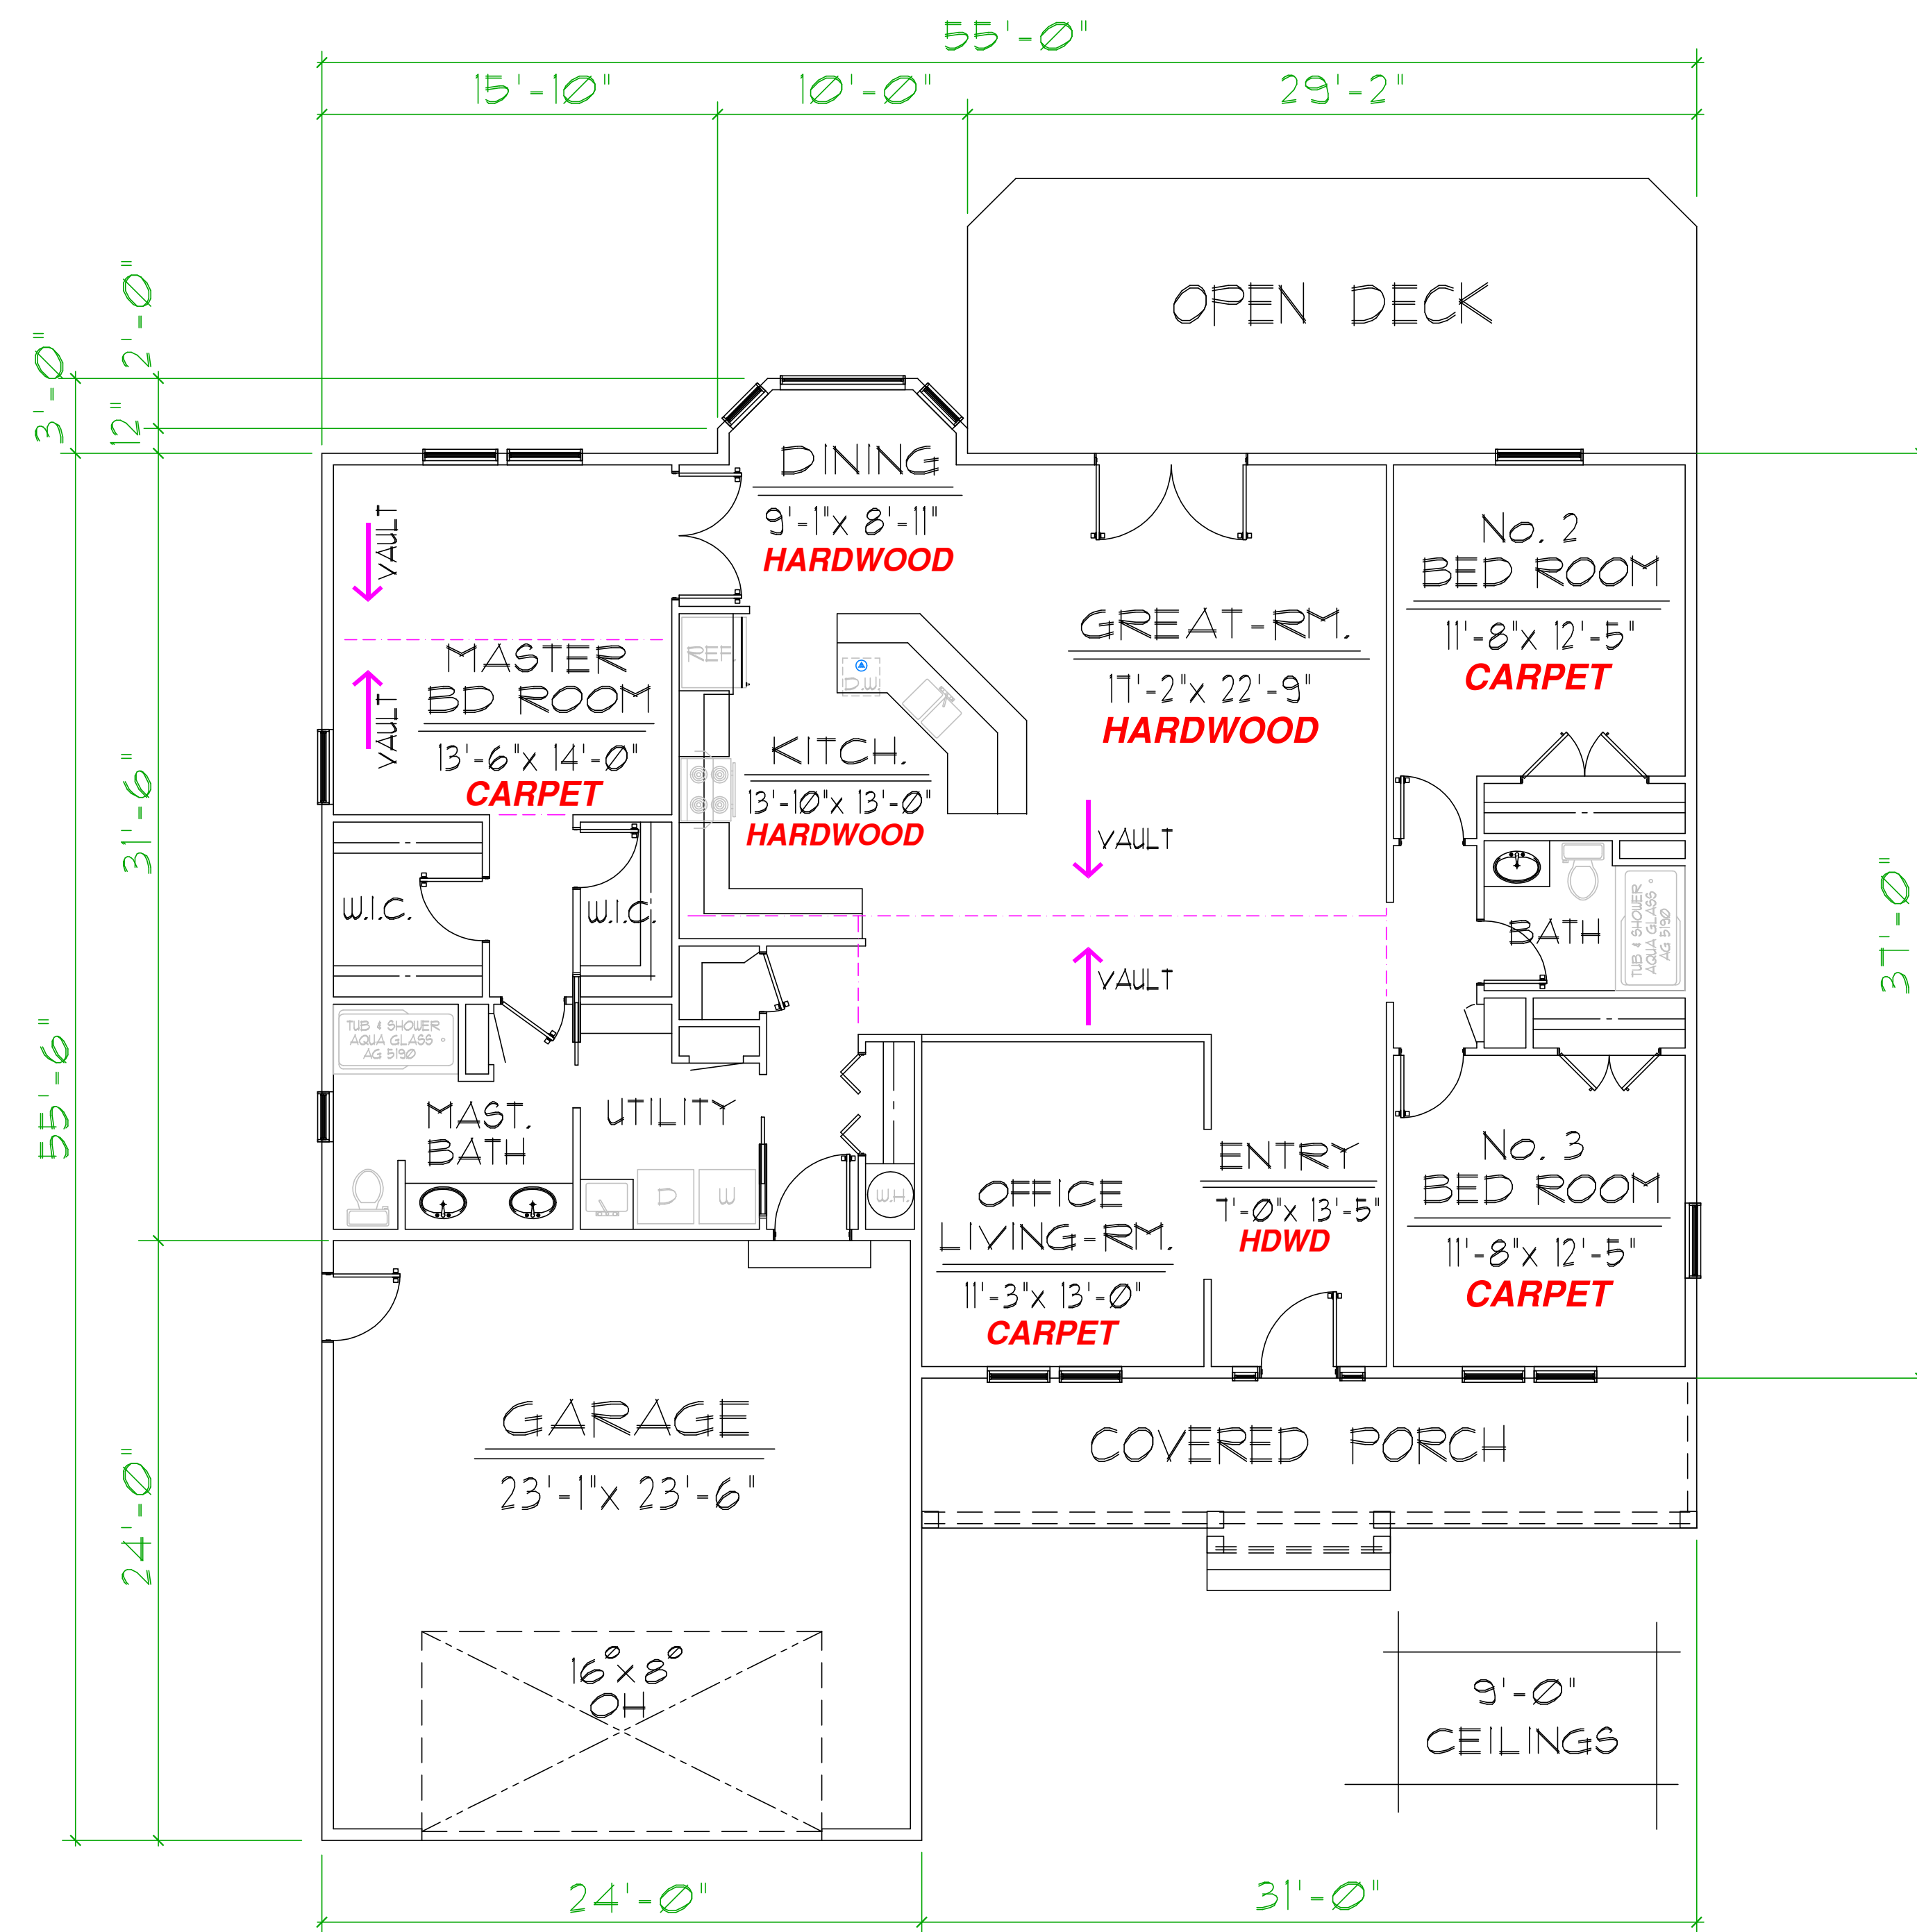 55'-0"
15'-10"
10'-0"
29'-2"
OPEN DECK
2'-0"
3'-0"
12"
31'-6"
55'-6"
24'-0"
37'-0"
DINING
9'-1"x 8'-11"
HARDWOOD
VAULT
VAULT
MASTER
BD ROOM
13'-6"x 14'-0"
CARPET
REF.
D.W.
KITCH.
13'-10"x 13'-0"
HARDWOOD
GREAT-RM.
17'-2"x 22'-9"
HARDWOOD
VAULT
VAULT
No. 2
BED ROOM
11'-8"x 12'-5"
CARPET
W.I.C.
W.I.C.
BATH
TUB & SHOWER
AQUA GLASS
AG 5190
TUB & SHOWER
AQUA GLASS
AG 5190
MAST.
BATH
UTILITY
D
W
W.H.
OFFICE
LIVING-RM.
11'-3"x 13'-0"
CARPET
ENTRY
7'-0"x 13'-5"
HDWD
No. 3
BED ROOM
11'-8"x 12'-5"
CARPET
GARAGE
23'-1"x 23'-6"
COVERED PORCH
16⁰x 8⁰
OH
9'-0"
CEILINGS
24'-0"
31'-0"